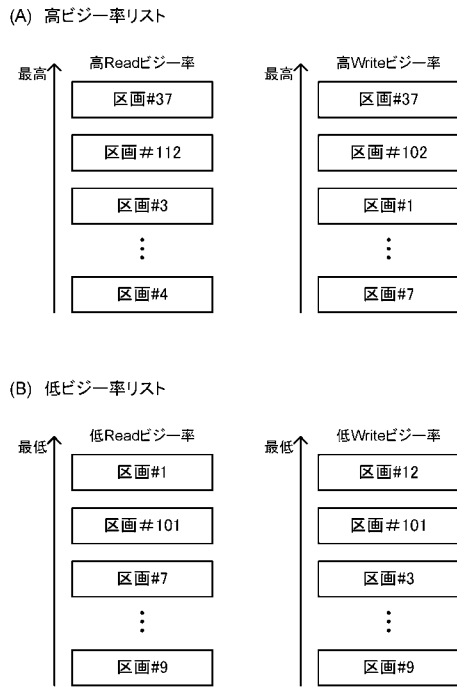 (A) 高ビジー率リスト
最高
高Readビジー率
区画#37
区画＃112
区画#3
区画#4
最高
高Writeビジー率
区画#37
区画＃102
区画#1
区画#7
(B) 低ビジー率リスト
最低
低Readビジー率
区画#1
区画＃101
区画#7
区画#9
最低
低Writeビジー率
区画#12
区画＃101
区画#3
区画#9